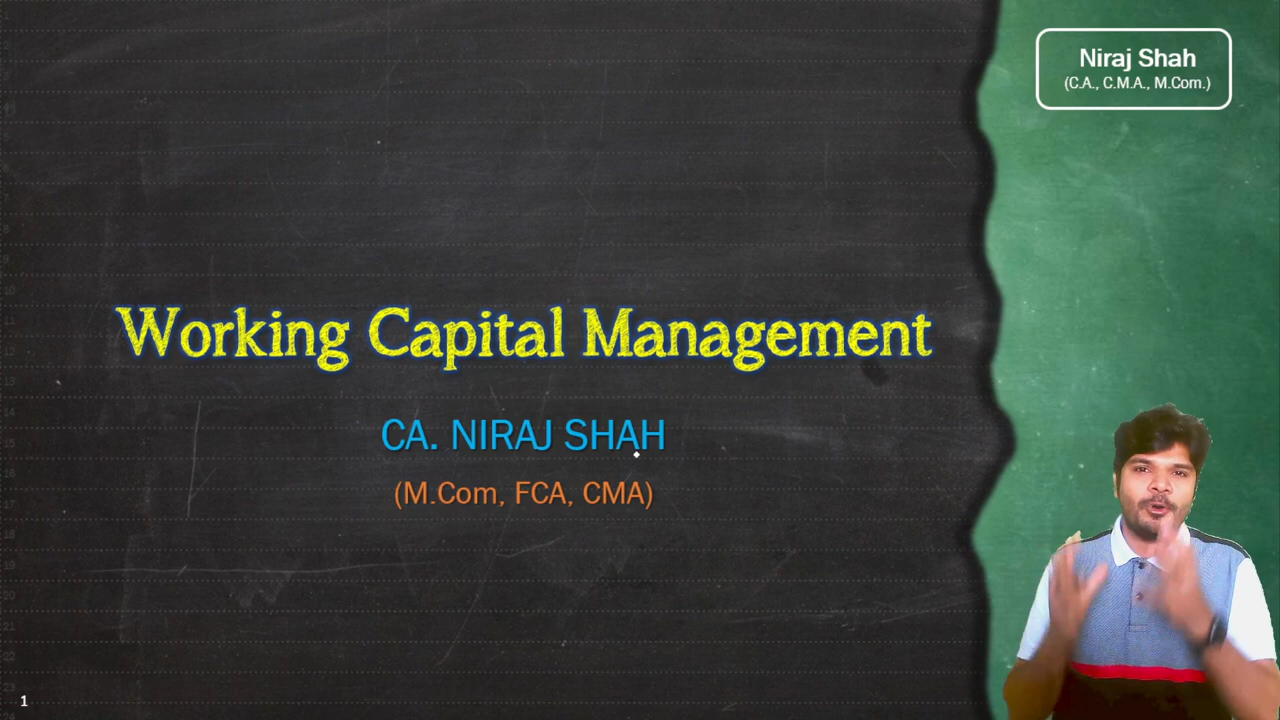 Niraj Shah
(C.A., C.M.A., M.Com.)
Working Capital Management
CA. NIRAJ SHAH
(M.Com, FCA, CMA)
1